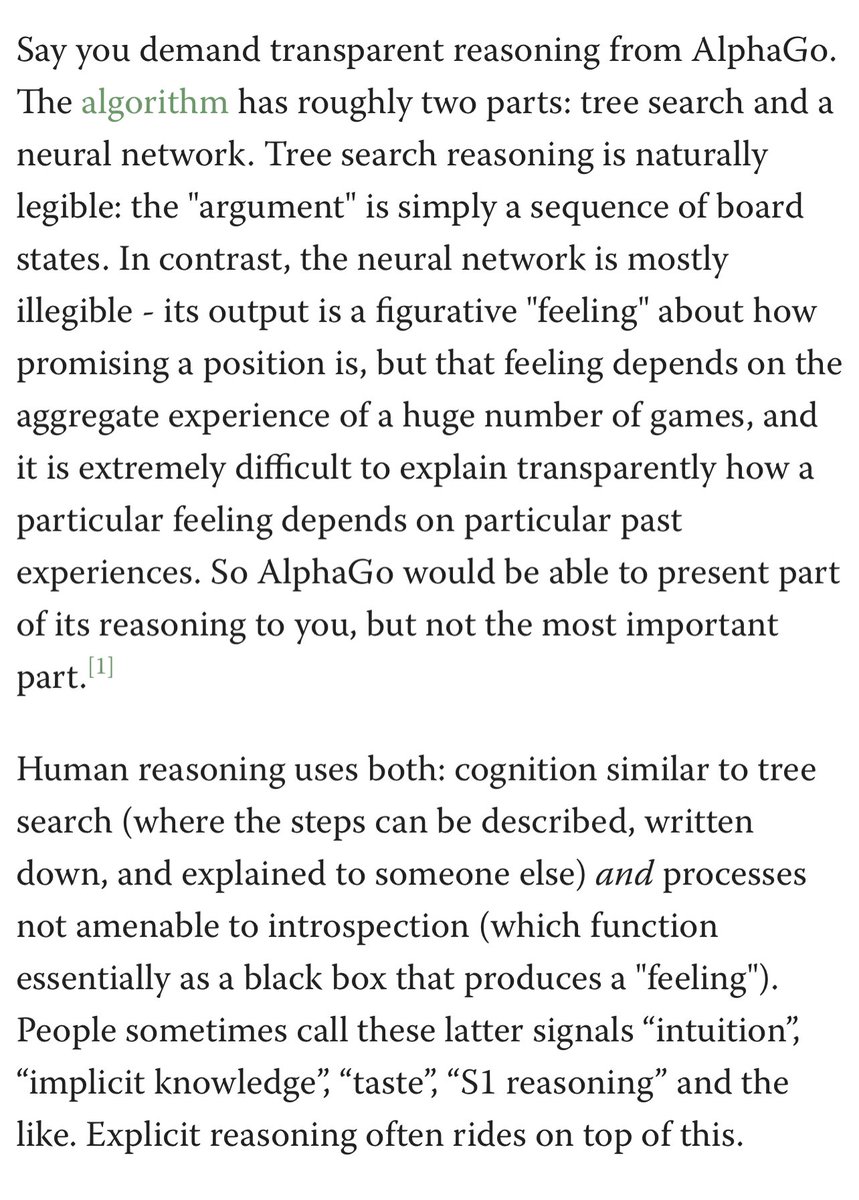 Say you demand transparent reasoning from AlphaGo.
The algorithm has roughly two parts: tree search and a
neural network. Tree search reasoning is naturally
legible: the "argument" is simply a sequence of board
states. In contrast, the neural network is mostly
illegible - its output is a figurative "feeling" about how
promising a position is, but that feeling depends on the
aggregate experience of a huge number of games, and
it is extremely difficult to explain transparently how a
particular feeling depends on particular past
experiences. So AlphaGo would be able to present part
of its reasoning to you, but not the most important
part.[1]
Human reasoning uses both: cognition similar to tree
search (where the steps can be described, written
down, and explained to someone else) and processes
not amenable to introspection (which function
essentially as a black box that produces a "feeling").
People sometimes call these latter signals “intuition”,
“implicit knowledge”, “taste”, “S1 reasoning” and the
like. Explicit reasoning often rides on top of this.